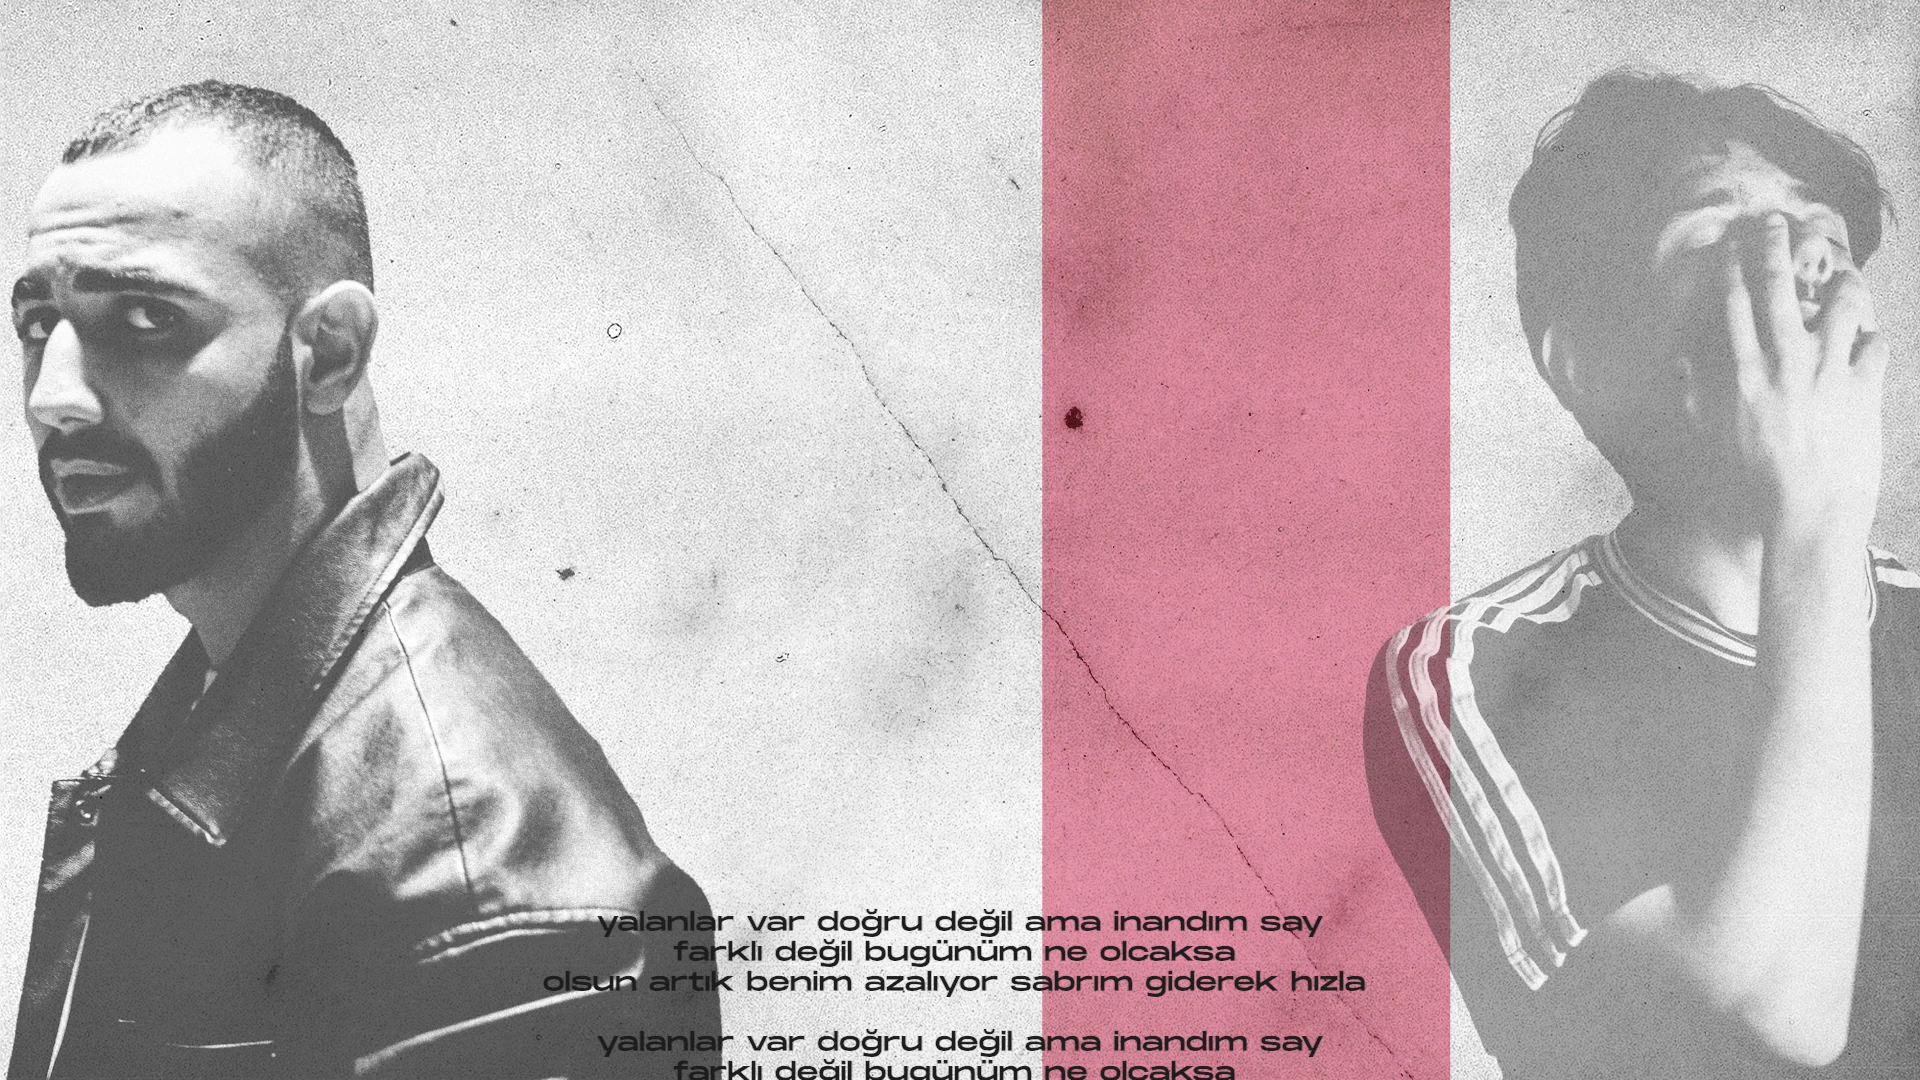 yalanlar var doğru değil ama inandım say
farklı değil bugünüm ne olcaksa
olsun artık benim azalıyor sabrım giderek hızla
yalanlar var doğru değil ama inandım say
farklı değil bugünüm ne olcaksa